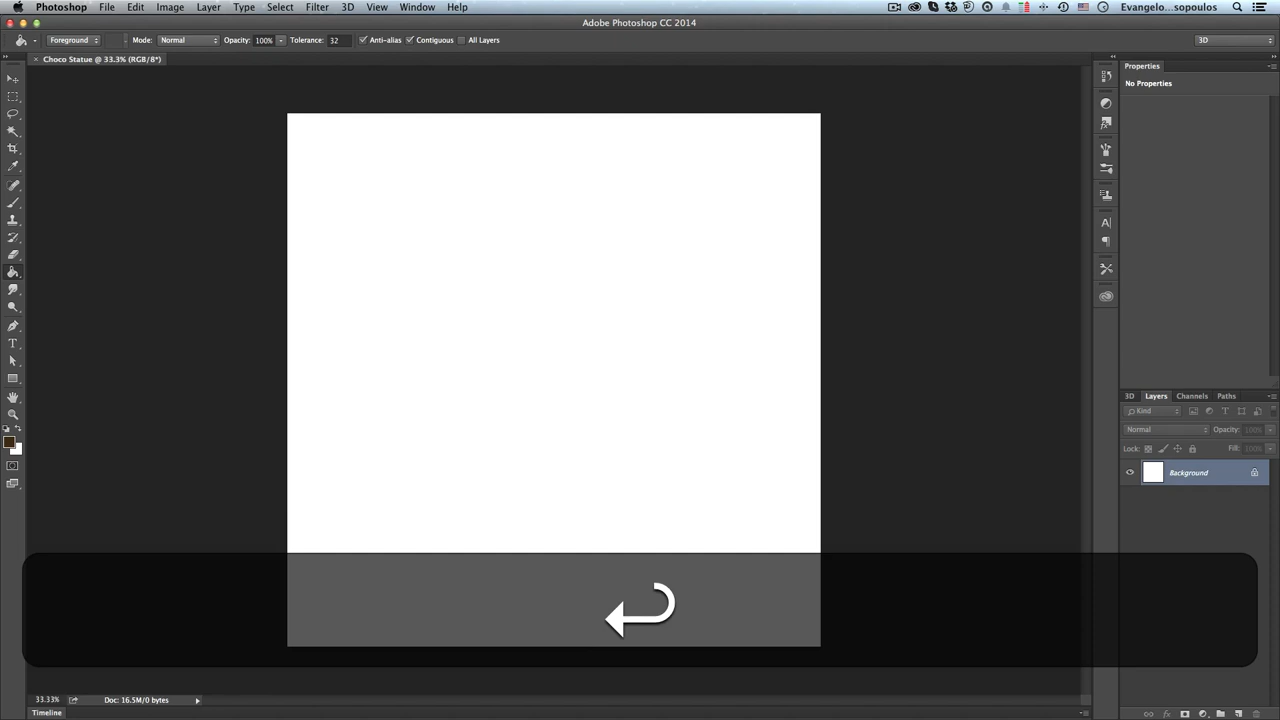 Photoshop File Edit Image Layer Type Select Filter 3D View Window Help Evangelo...sopoulos
Adobe Photoshop CC 2014
Foreground Mode: Normal Opacity: 100% Tolerance: 32 Anti-alias Contiguous All Layers 3D
Choco Statue @ 33.3% (RGB/8*)
Properties
No Properties
3D Layers Channels Paths
Kind
Normal Opacity: 100%
Lock: Fill: 100%
Background
33.33% Doc: 16.5M/0 bytes
Timeline